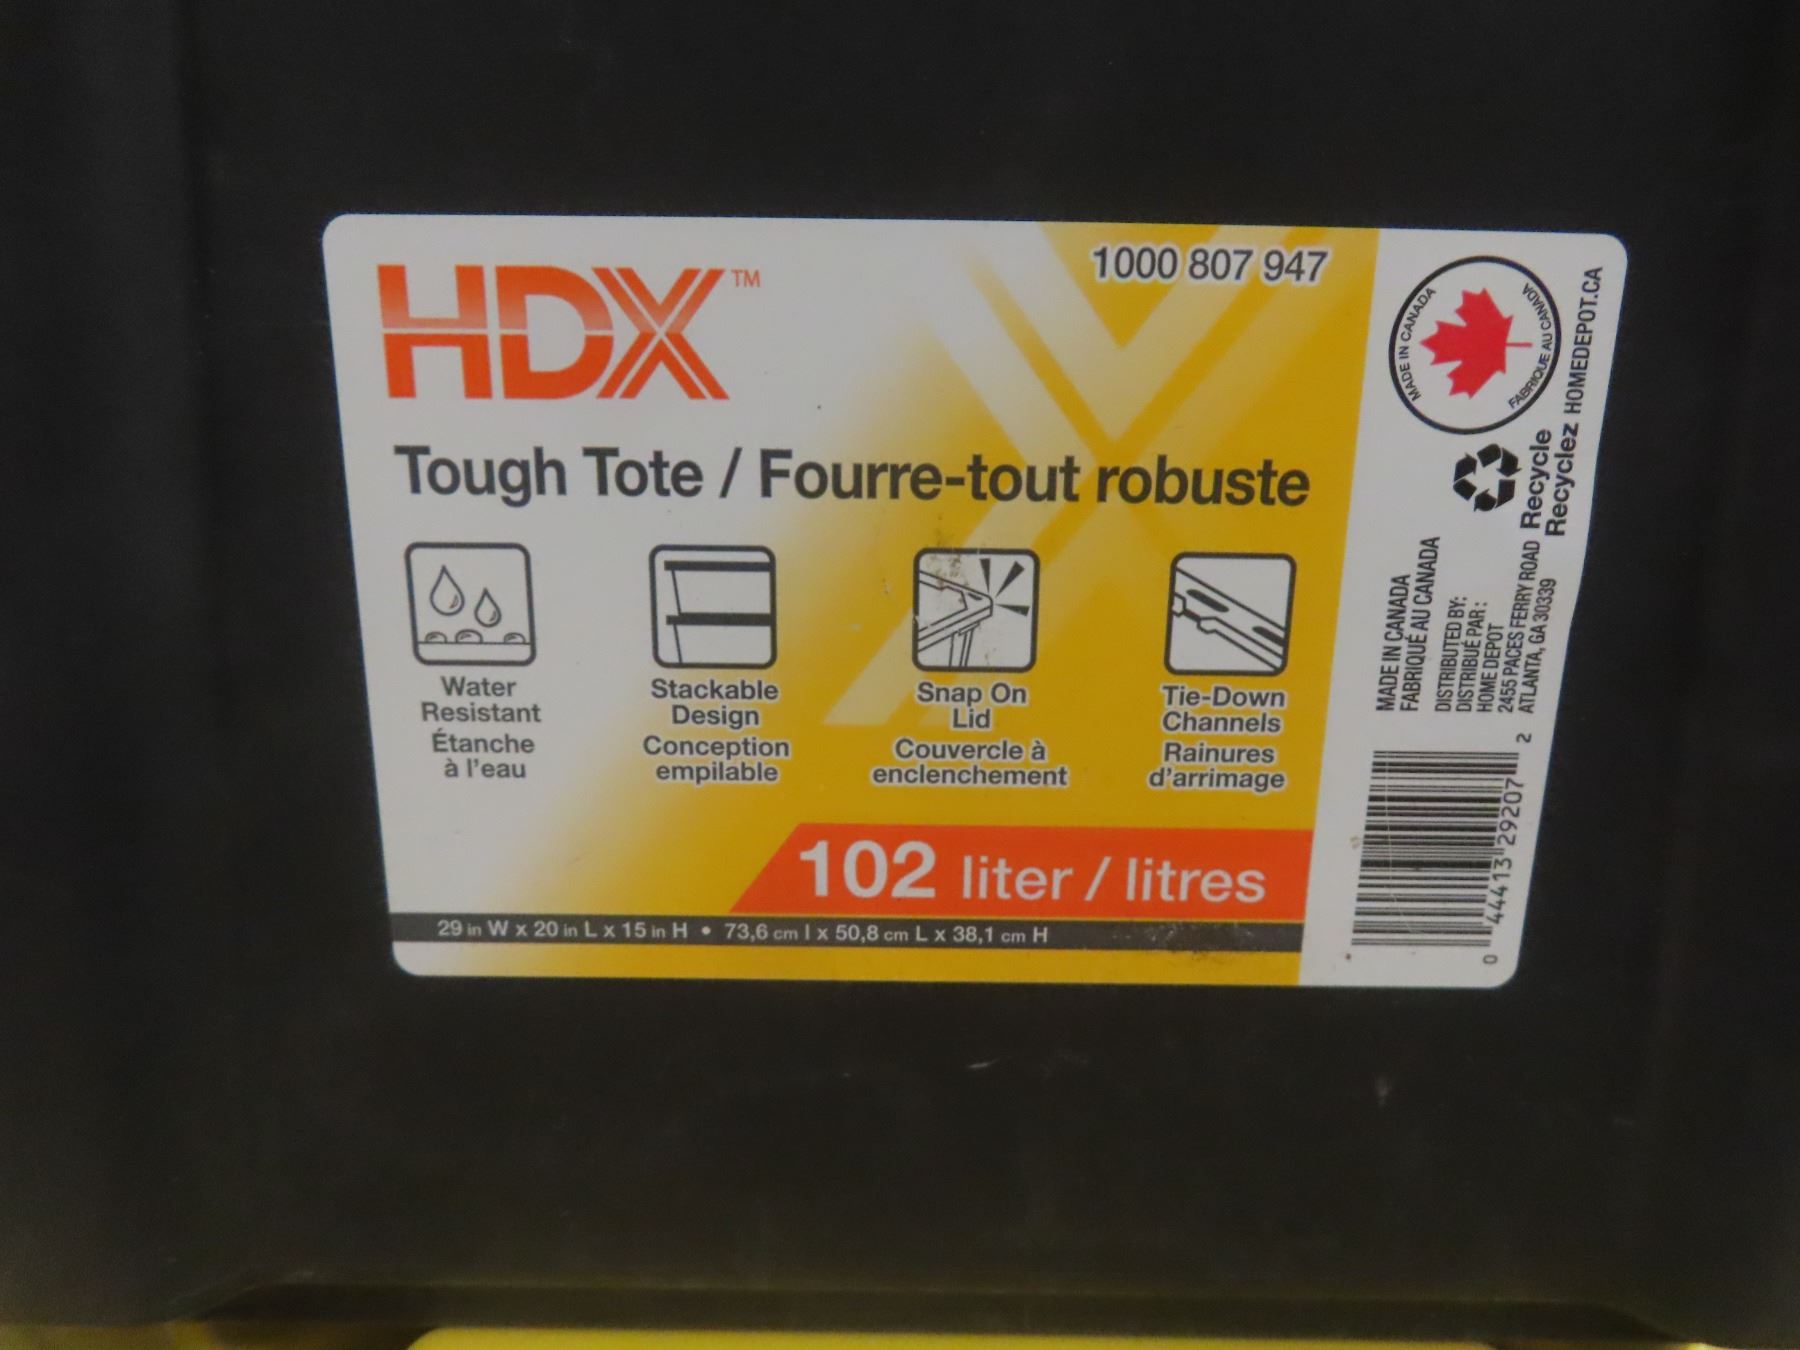 HDX™
1000 807 947
Tough Tote / Fourre-tout robuste
Water
Resistant
Étanche
à l'eau
Stackable
Design
Conception
empilable
Snap On
Lid
Couvercle à
enclenchement
Tie-Down
Channels
Rainures
d'arrimage
102 liter / litres
29 in W x 20 in L x 15 in H • 73,6 cm l x 50,8 cm L x 38,1 cm H
MADE IN CANADA
FABRIQUÉ AU CANADA
Recycle
Recyclez
HOMEDEPOT.CA
MADE IN CANADA
FABRIQUÉ AU CANADA
DISTRIBUTED BY:
DISTRIBUÉ PAR:
HOME DEPOT
2455 PACES FERRY ROAD
ATLANTA, GA 30339
0 44413 29207 2